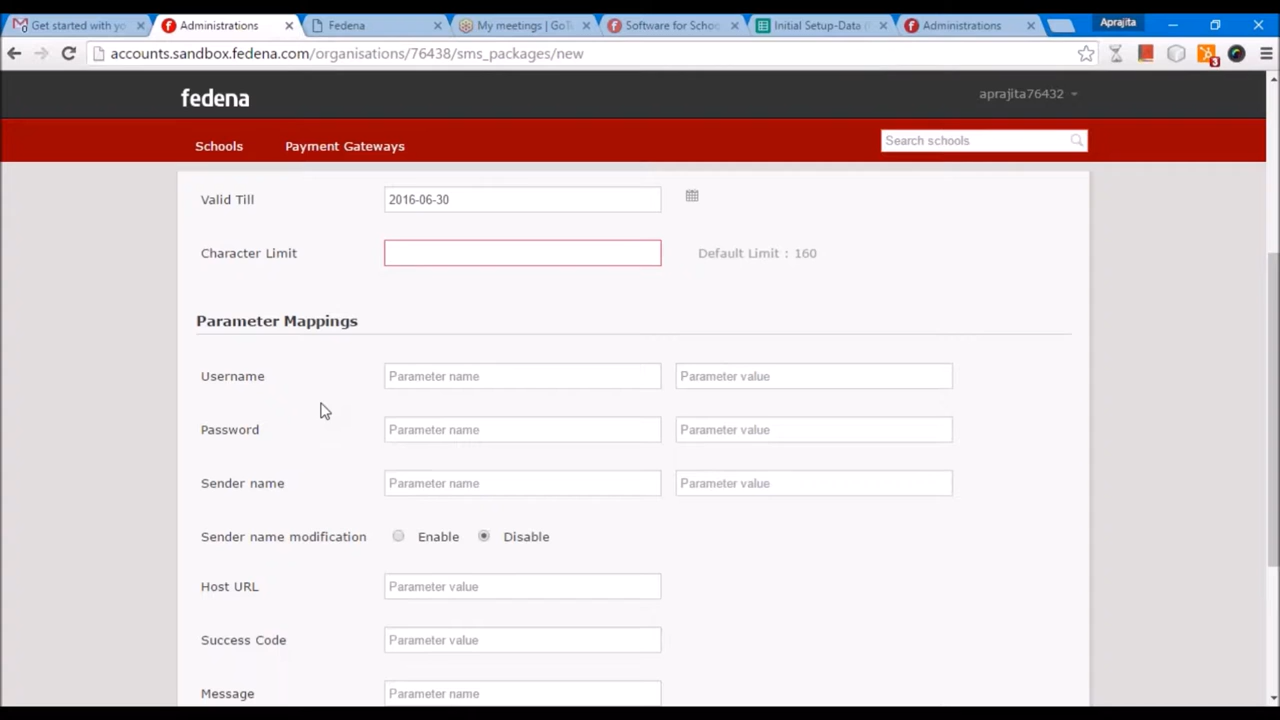 Get started with yo
Administrations
Fedena
My meetings | GoTo
Software for Schoo
Initial Setup-Data (
Administrations
Aprajita
accounts.sandbox.fedena.com/organisations/76438/sms_packages/new
3
fedena
aprajita76432
Schools
Payment Gateways
Search schools
Valid Till
2016-06-30
Character Limit
Default Limit : 160
Parameter Mappings
Username
Parameter name
Parameter value
Password
Parameter name
Parameter value
Sender name
Parameter name
Parameter value
Sender name modification
Enable
Disable
Host URL
Parameter value
Success Code
Parameter value
Message
Parameter name